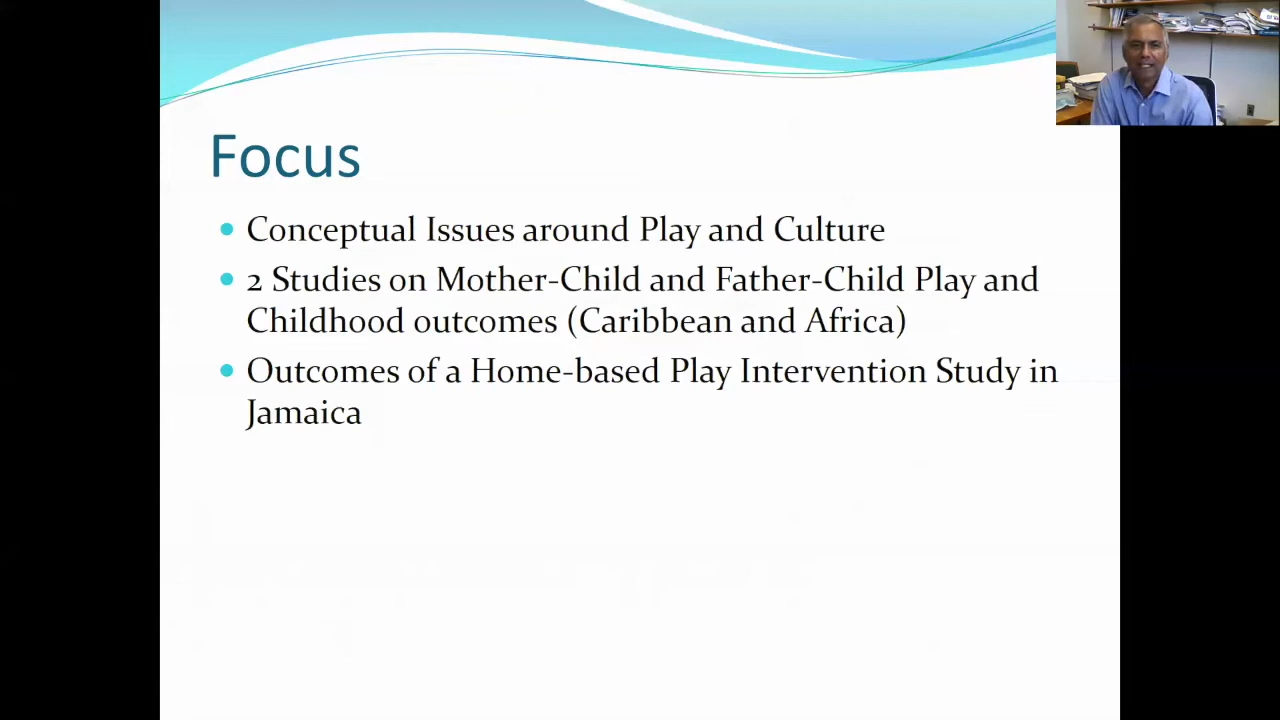 Focus
Conceptual Issues around Play and Culture
2 Studies on Mother-Child and Father-Child Play and
Childhood outcomes (Caribbean and Africa)
Outcomes of a Home-based Play Intervention Study in
Jamaica